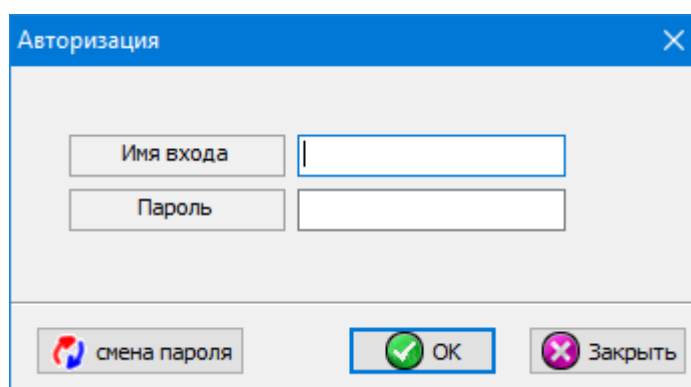 Авторизация
Имя входа
Пароль
смена пароля
OK
Закрыть